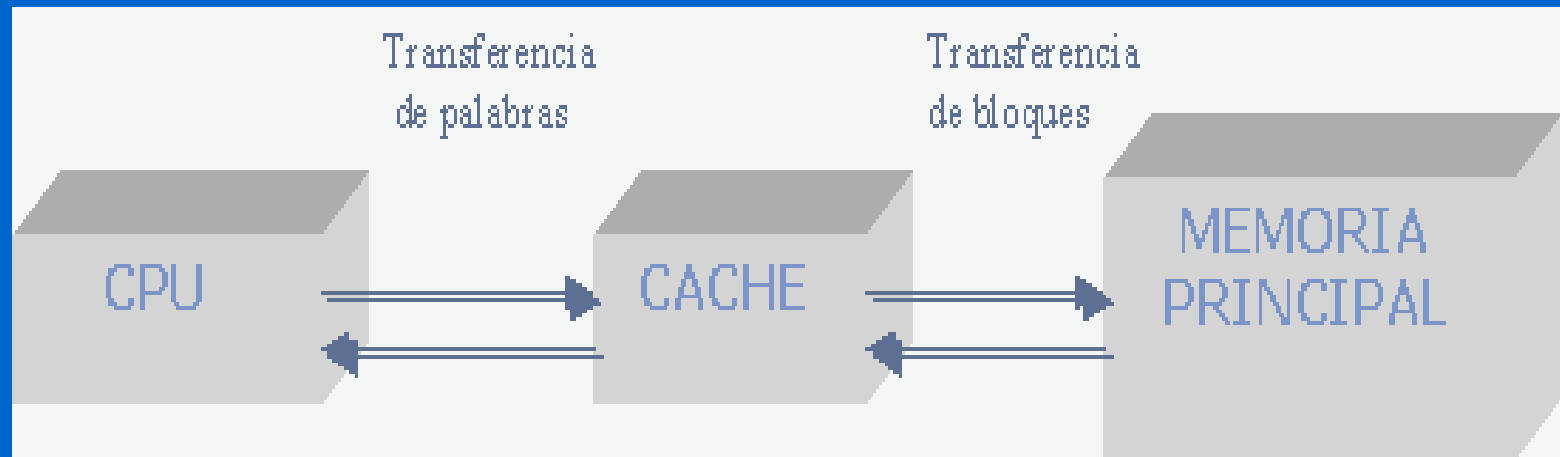 Transferencia
de palabras
Transferencia
de bloques
CPU
CACHE
MEMORIA
PRINCIPAL